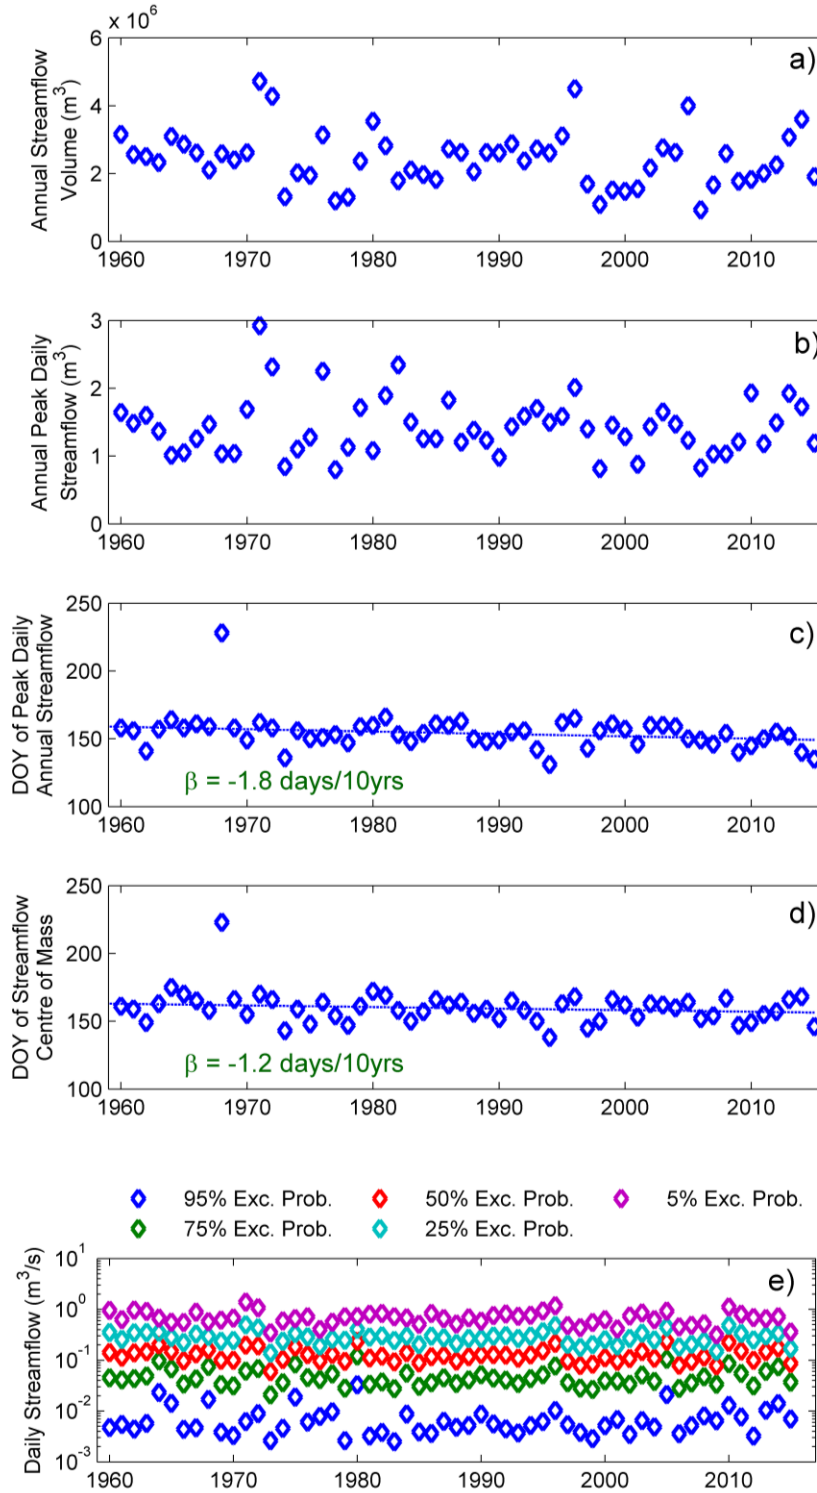 x 10^6
6
a)
4
2
0
Annual Streamflow
Volume (m^3)
1960 1970 1980 1990 2000 2010
3
b)
2
1
0
Annual Peak Daily
Streamflow (m^3)
1960 1970 1980 1990 2000 2010
250
c)
200
150
100
DOY of Peak Daily
Annual Streamflow
β = -1.8 days/10yrs
1960 1970 1980 1990 2000 2010
250
d)
200
150
100
DOY of Streamflow
Centre of Mass
β = -1.2 days/10yrs
1960 1970 1980 1990 2000 2010
95% Exc. Prob. 50% Exc. Prob. 5% Exc. Prob.
75% Exc. Prob. 25% Exc. Prob.
10^1
e)
10^0
10^-1
10^-2
10^-3
Daily Streamflow (m^3/s)
1960 1970 1980 1990 2000 2010